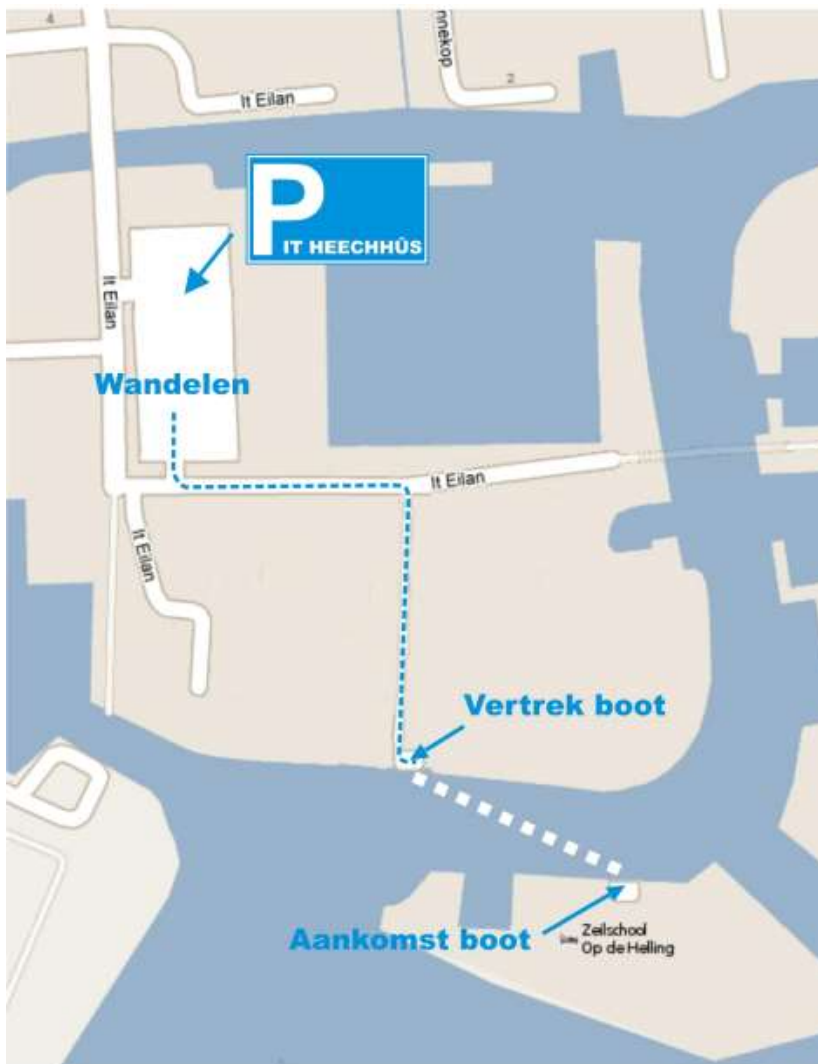 4
nnekop
2
It Eilan
P
IT HEECHHÛS
It Eilan
Wandelen
It Eilan
It Eilan
Vertrek boot
Aankomst boot
Zeilschool
Op de Helling